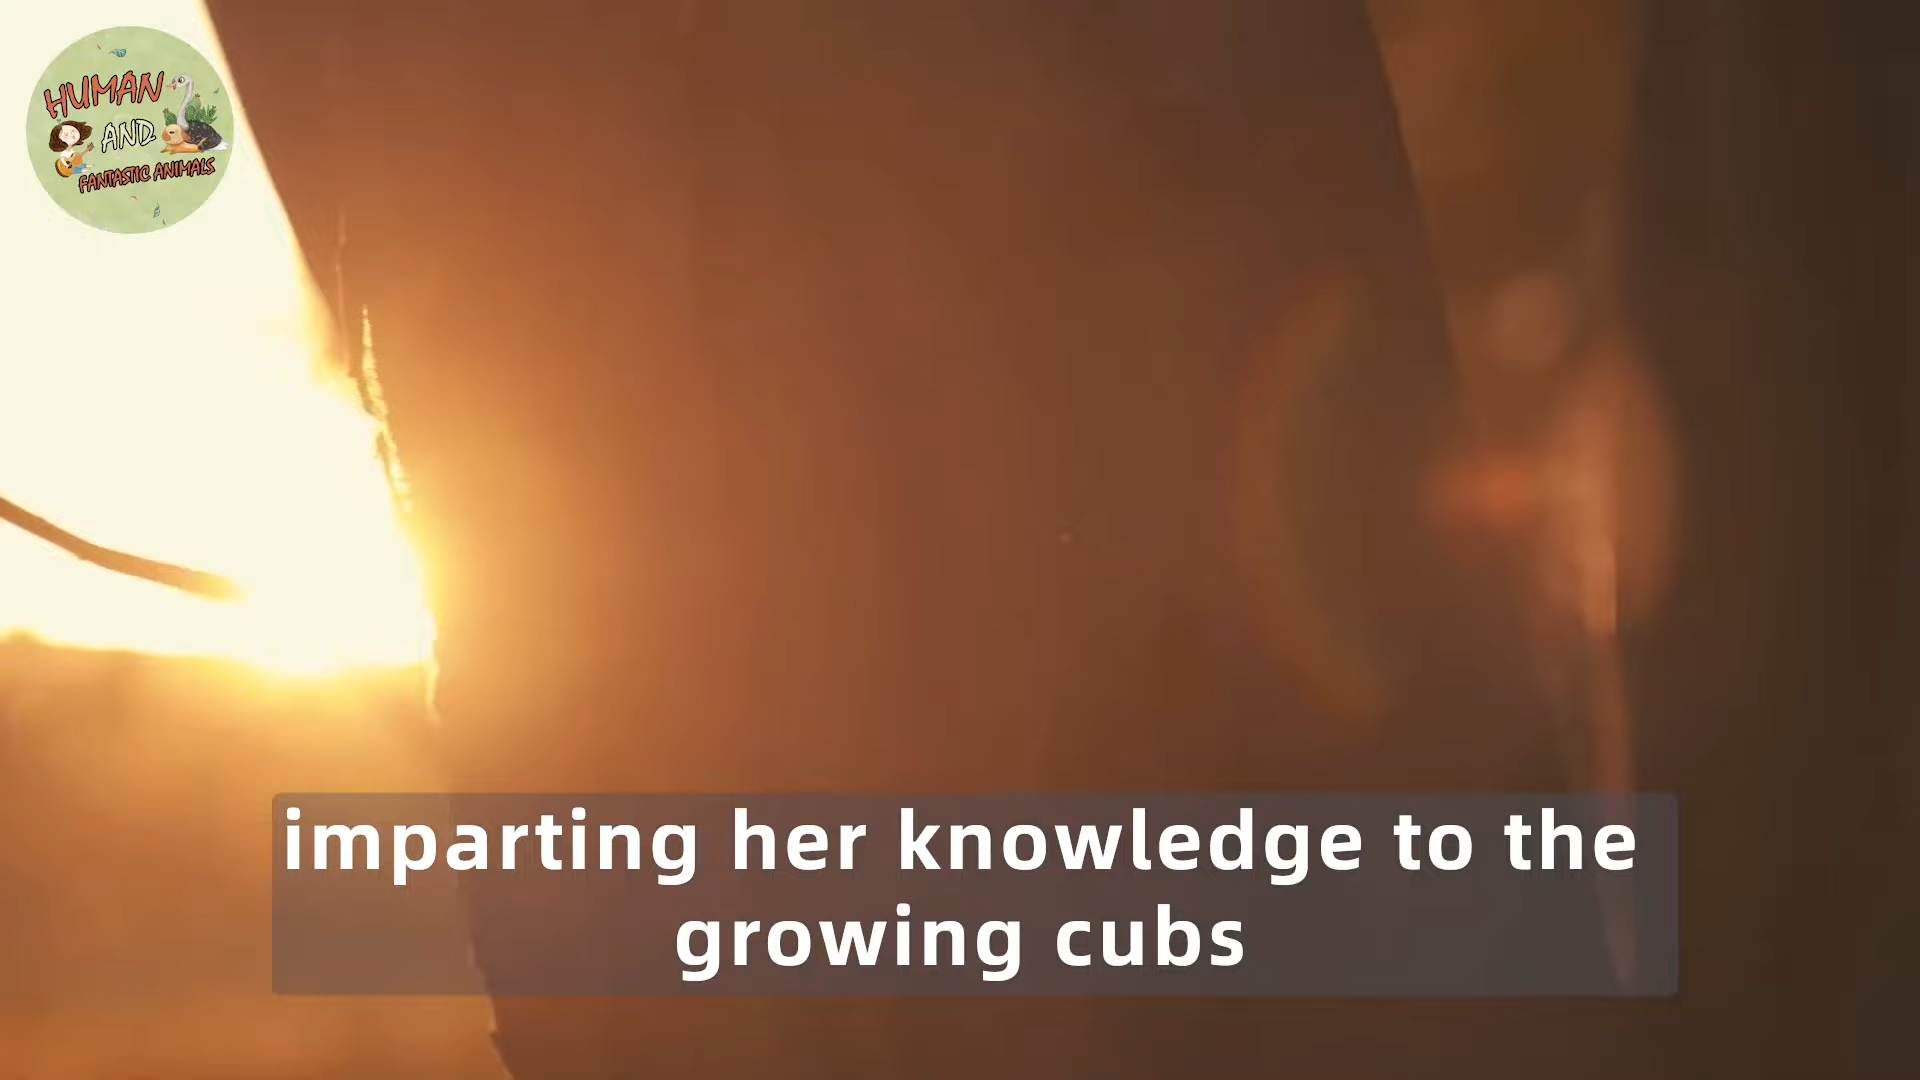 HUMAN
AND
FANTASTIC ANIMALS
imparting her knowledge to the
growing cubs